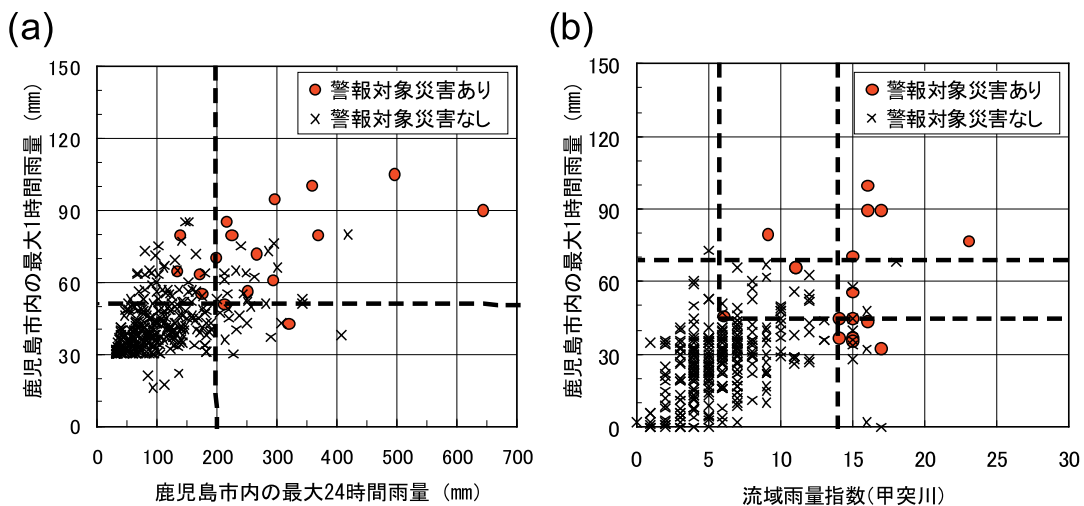 (a)
150
120
90
60
30
0
鹿児島市内の最大1時間雨量 (mm)
警報対象災害あり
警報対象災害なし
0 100 200 300 400 500 600 700
鹿児島市内の最大24時間雨量 (mm)
(b)
150
120
90
60
30
0
鹿児島市内の最大1時間雨量 (mm)
警報対象災害あり
警報対象災害なし
0 5 10 15 20 25 30
流域雨量指数(甲突川)